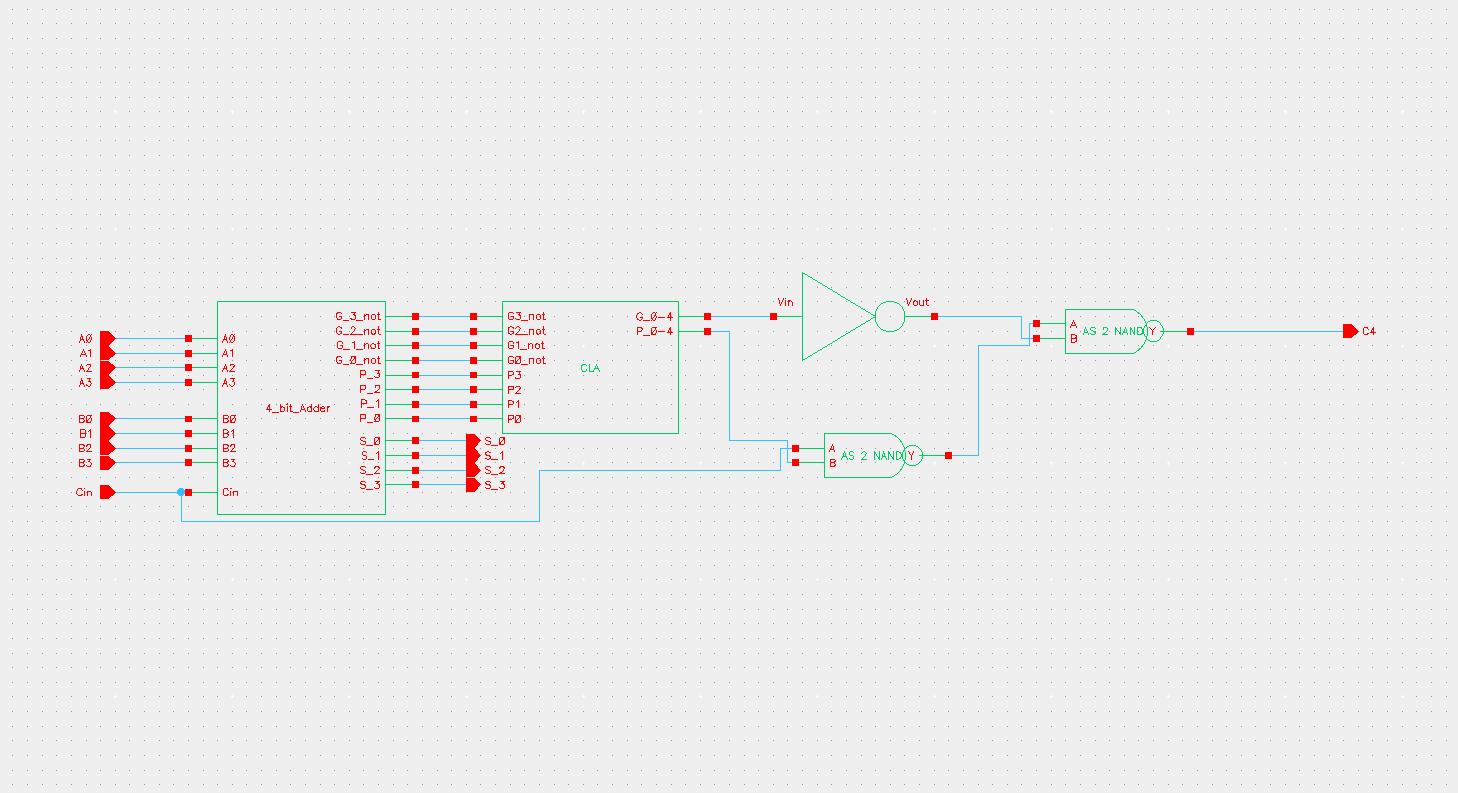 A0
A1
A2
A3
B0
B1
B2
B3
Cin
A0
A1
A2
A3
B0
B1
B2
B3
Cin
4_bit_Adder
G_3_not
G_2_not
G_1_not
G_0_not
P_3
P_2
P_1
P_0
S_0
S_1
S_2
S_3
S_0
S_1
S_2
S_3
G3_not
G2_not
G1_not
G0_not
P3
P2
P1
P0
CLA
G_0-4
P_0-4
Vin
Vout
A
B
AS 2 NAND
Y
A
B
AS 2 NAND
Y
C4